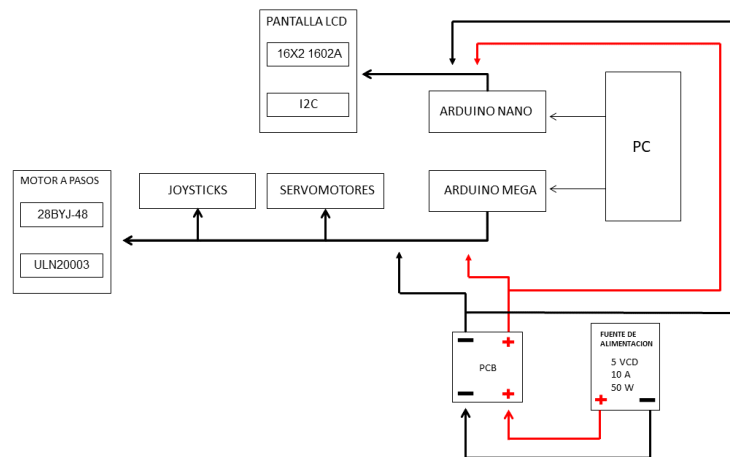 PANTALLA LCD
16X2 1602A
I2C
ARDUINO NANO
PC
MOTOR A PASOS
28BYJ-48
ULN20003
JOYSTICKS
SERVOMOTORES
ARDUINO MEGA
PCB
FUENTE DE
ALIMENTACION
5 VCD
10 A
50 W